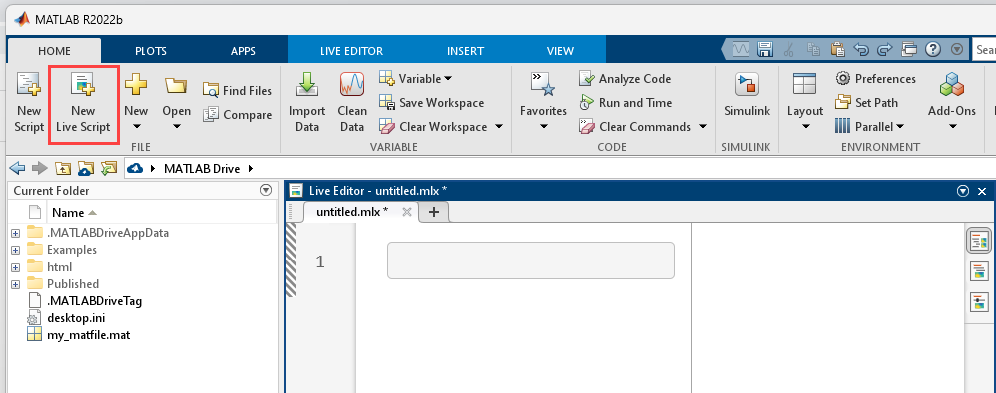 MATLAB R2022b
HOME PLOTS APPS LIVE EDITOR INSERT VIEW
New Script
New Live Script
New
Open
Find Files
Compare
FILE
Import Data
Clean Data
Variable
Save Workspace
Clear Workspace
VARIABLE
Favorites
Analyze Code
Run and Time
Clear Commands
CODE
Simulink
SIMULINK
Layout
Preferences
Set Path
Parallel
Add-Ons
ENVIRONMENT
MATLAB Drive
Current Folder
Name
.MATLABDriveAppData
Examples
html
Published
.MATLABDriveTag
desktop.ini
my_matfile.mat
Live Editor - untitled.mlx *
untitled.mlx *
1